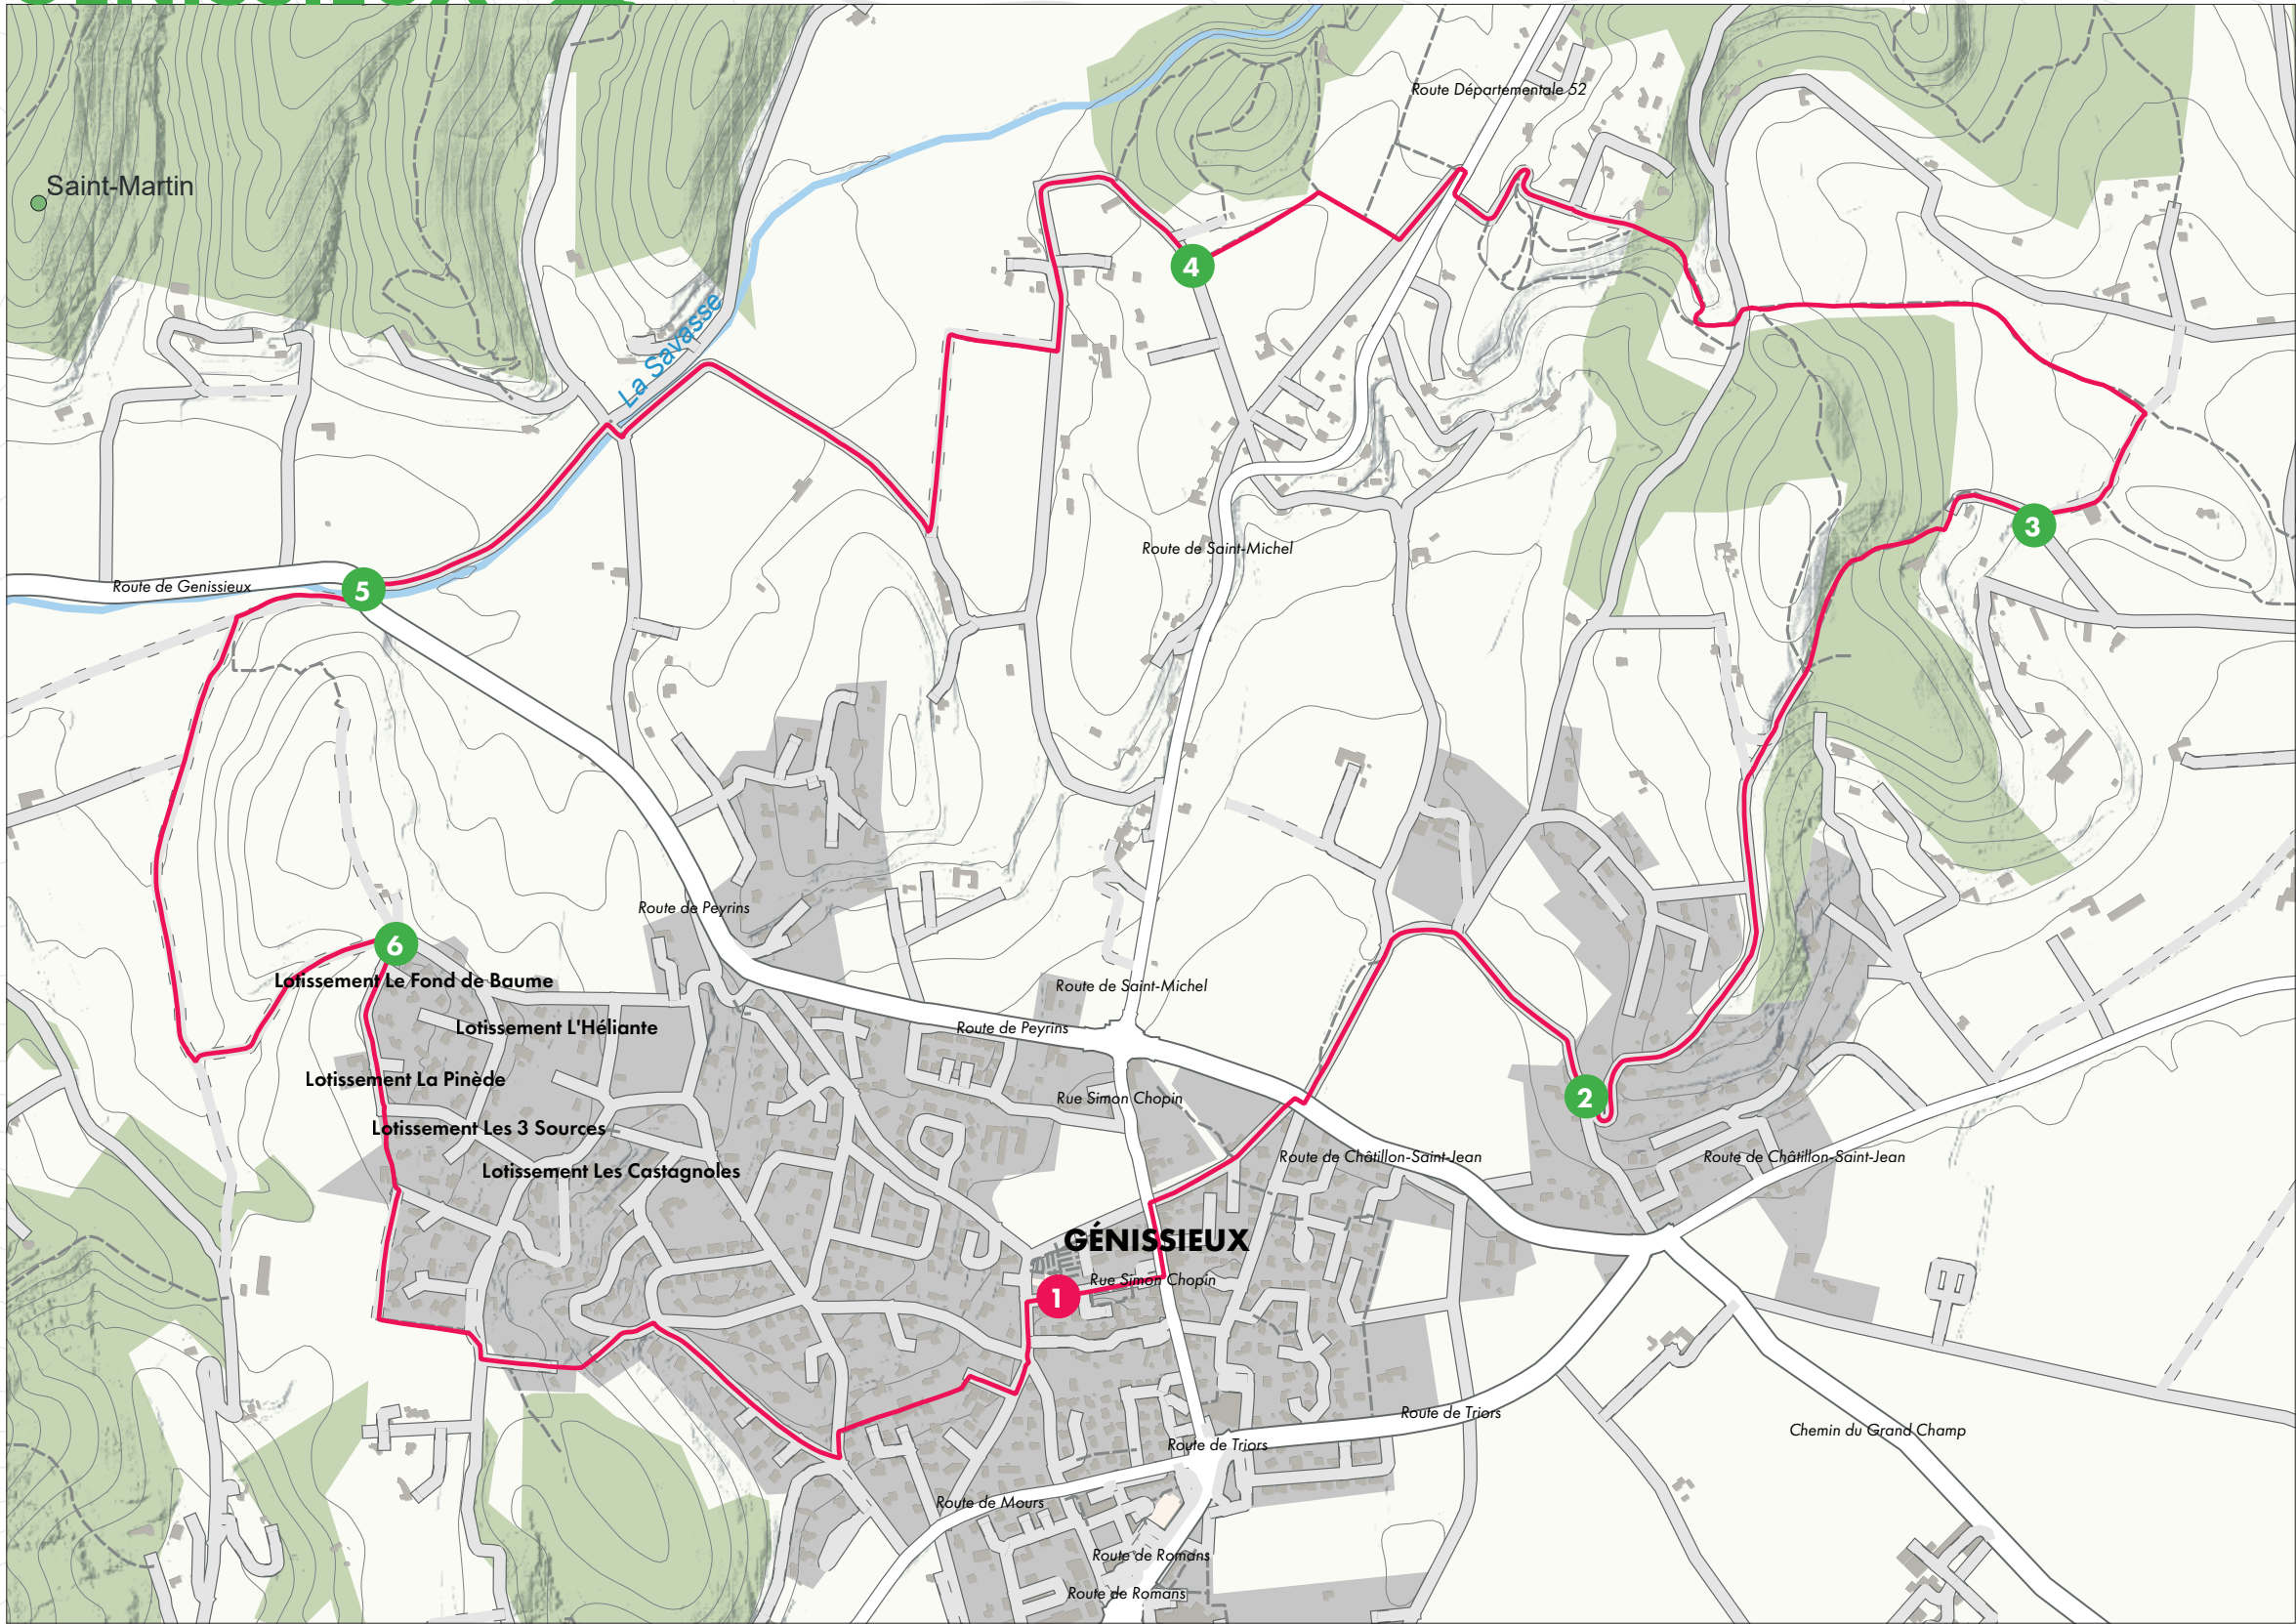 Route Départementale 52
Saint-Martin
4
La Savasse
3
Route de Saint-Michel
Route de Genissieux
5
Route de Peyrins
6
Lotissement Le Fond de Baume
Route de Saint-Michel
Lotissement L'Héliante
Route de Peyrins
Lotissement La Pinède
Rue Simon Chopin
2
Lotissement Les 3 Sources
Route de Châtillon-Saint-Jean
Route de Châtillon-Saint-Jean
Lotissement Les Castagnoles
GÉNISSIEUX
Rue Simon Chopin
1
Route de Triors
Chemin du Grand Champ
Route de Triors
Route de Mours
Route de Romans
Route de Romans